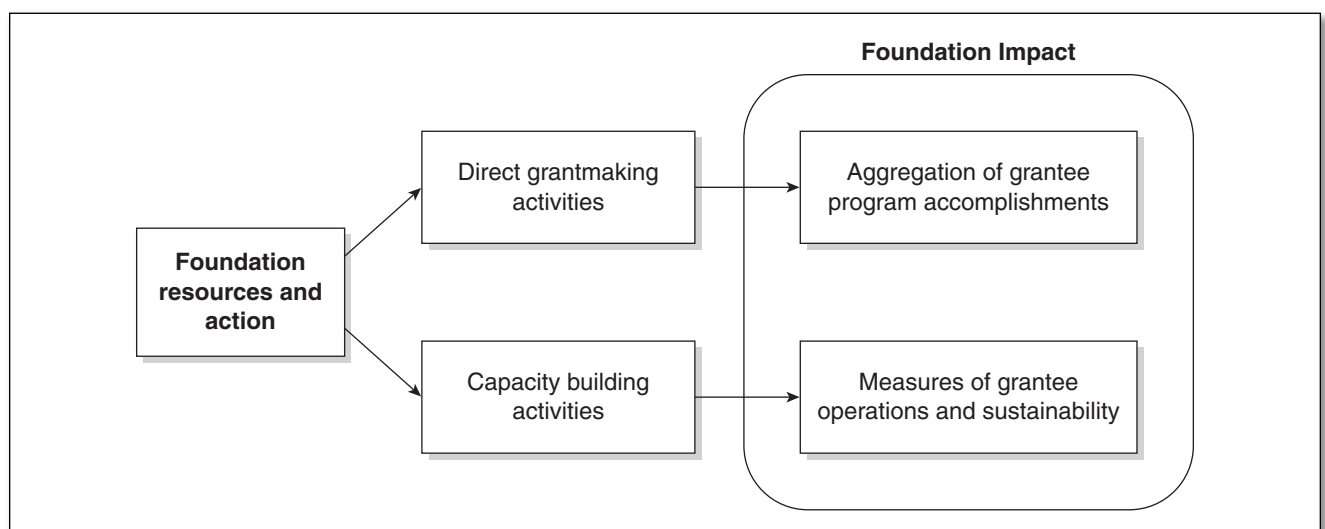 Foundation Impact
Direct grantmaking
activities
Aggregation of grantee
program accomplishments
Foundation
resources and
action
Capacity building
activities
Measures of grantee
operations and sustainability